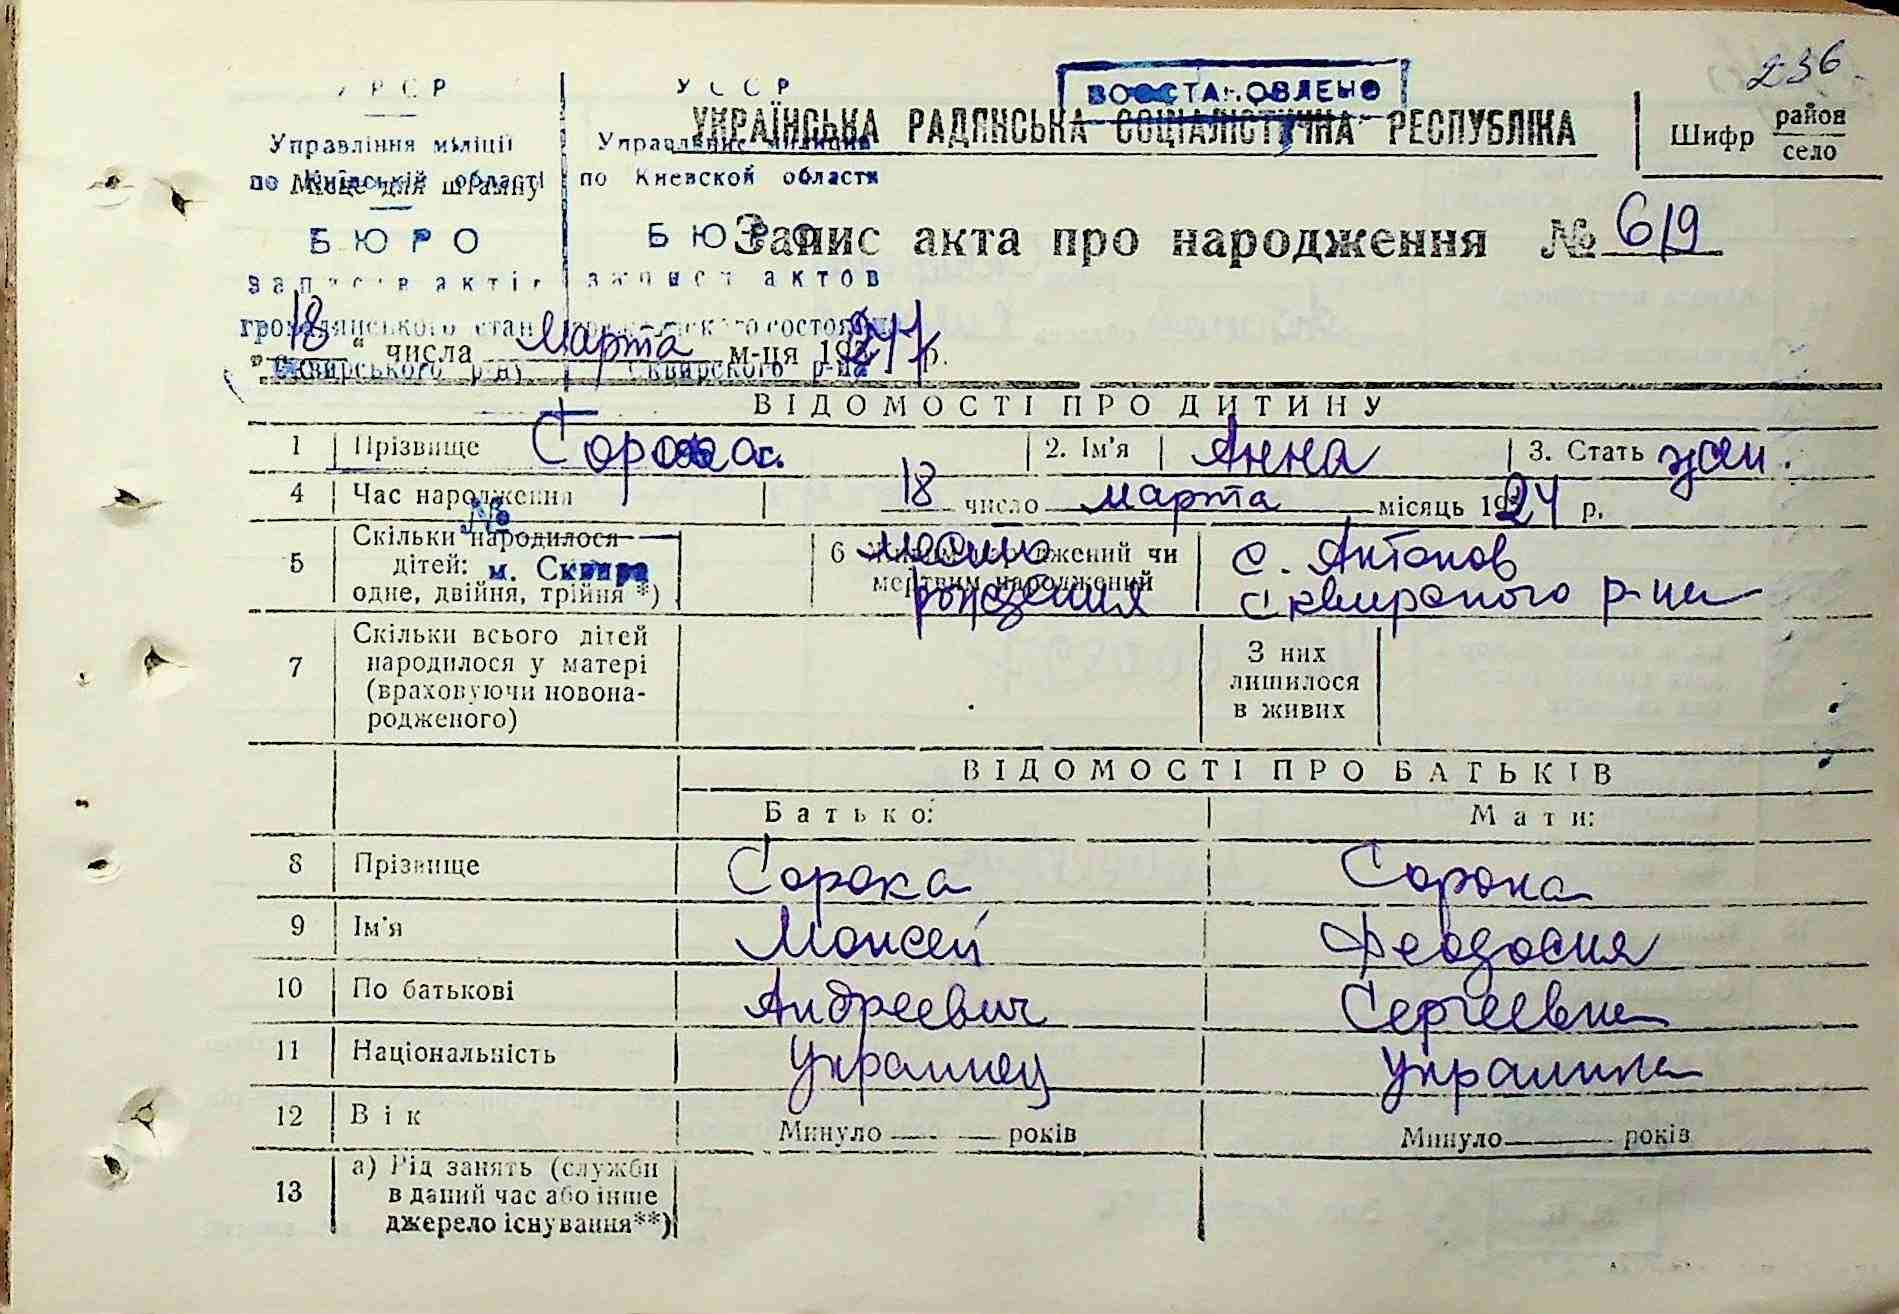 236
ВОССТАНОВЛЕНО
УРСР УССР
УКРАЇНСЬКА РАДЯНСЬКА СОЦІАЛІСТИЧНА РЕСПУБЛІКА
Шифр район
село
Управління міліції Управление милиции
по Київській області по Киевской области
Місце для штампу
БЮРО БЮРО
Запис акта про народження № 619
записів актів записи актов
громадянського стану гражданского состояния
" 18 " числа марта м-ця 1924 р.
Сквирського р-ну Сквирского р-на
ВІДОМОСТІ ПРО ДИТИНУ
1 Прізвище Сорока 2. Ім'я Анна 3. Стать жен.
4 Час народження 18 число марта місяць 1924 р.
№
5 Скільки народилося
дітей: м. Сквира
одне, двійня, трійня *)
6 Живим народжений чи
мертвим народжений
место
рождения
с. Антонов
Сквирского р-на
7 Скільки всього дітей
народилося у матері
(враховуючи новона-
родженого)
З них
лишилося
в живих
ВІДОМОСТІ ПРО БАТЬКІВ
Батько: Мати:
8 Прізвище Сорока Сорока
9 Ім'я Моисей Феодосия
10 По батькові Андреевич Сергеевна
11 Національність Украинец Украинка
12 Вік Минуло — років Минуло — років
13 а) Рід занять (служби
в даний час або інше
джерело існування**)